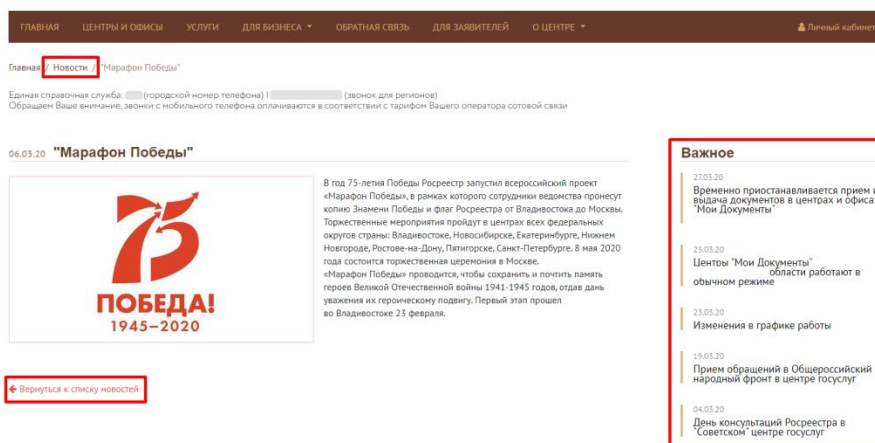 ГЛАВНАЯ ЦЕНТРЫ И ОФИСЫ УСЛУГИ ДЛЯ БИЗНЕСА ОБРАТНАЯ СВЯЗЬ ДЛЯ ЗАЯВИТЕЛЕЙ О ЦЕНТРЕ Личный кабинет
Главная / Новости / "Марафон Победы"
Единая справочная служба: (городской номер телефона) I (звонок для регионов)
Обращаем Ваше внимание, звонки с мобильного телефона оплачиваются в соответствии с тарифом Вашего оператора сотовой связи
06.03.20 "Марафон Победы"
75
ПОБЕДА!
1945–2020
В год 75-летия Победы Росреестр запустил всероссийский проект
«Марафон Победы», в рамках которого сотрудники ведомства пронесут
копию Знамени Победы и флаг Росреестра от Владивостока до Москвы.
Торжественные мероприятия пройдут в центрах всех федеральных
округов страны: Владивостоке, Новосибирске, Екатеринбурге, Нижнем
Новгороде, Ростове-на-Дону, Пятигорске, Санкт-Петербурге. 8 мая 2020
года состоится торжественная церемония в Москве.
«Марафон Победы» проводится, чтобы сохранить и почтить память
героев Великой Отечественной войны 1941-1945 годов, отдав дань
уважения их героическому подвигу. Первый этап прошел
во Владивостоке 23 февраля.
Вернуться к списку новостей
Важное
27.03.20
Временно приостанавливается прием и
выдача документов в центрах и офисах
"Мои Документы"
25.03.20
Центры "Мои Документы"
области работают в
обычном режиме
23.03.20
Изменения в графике работы
19.03.20
Прием обращений в Общероссийский
народный фронт в центре госуслуг
04.03.20
День консультаций Росреестра в
"Советском" центре госуслуг